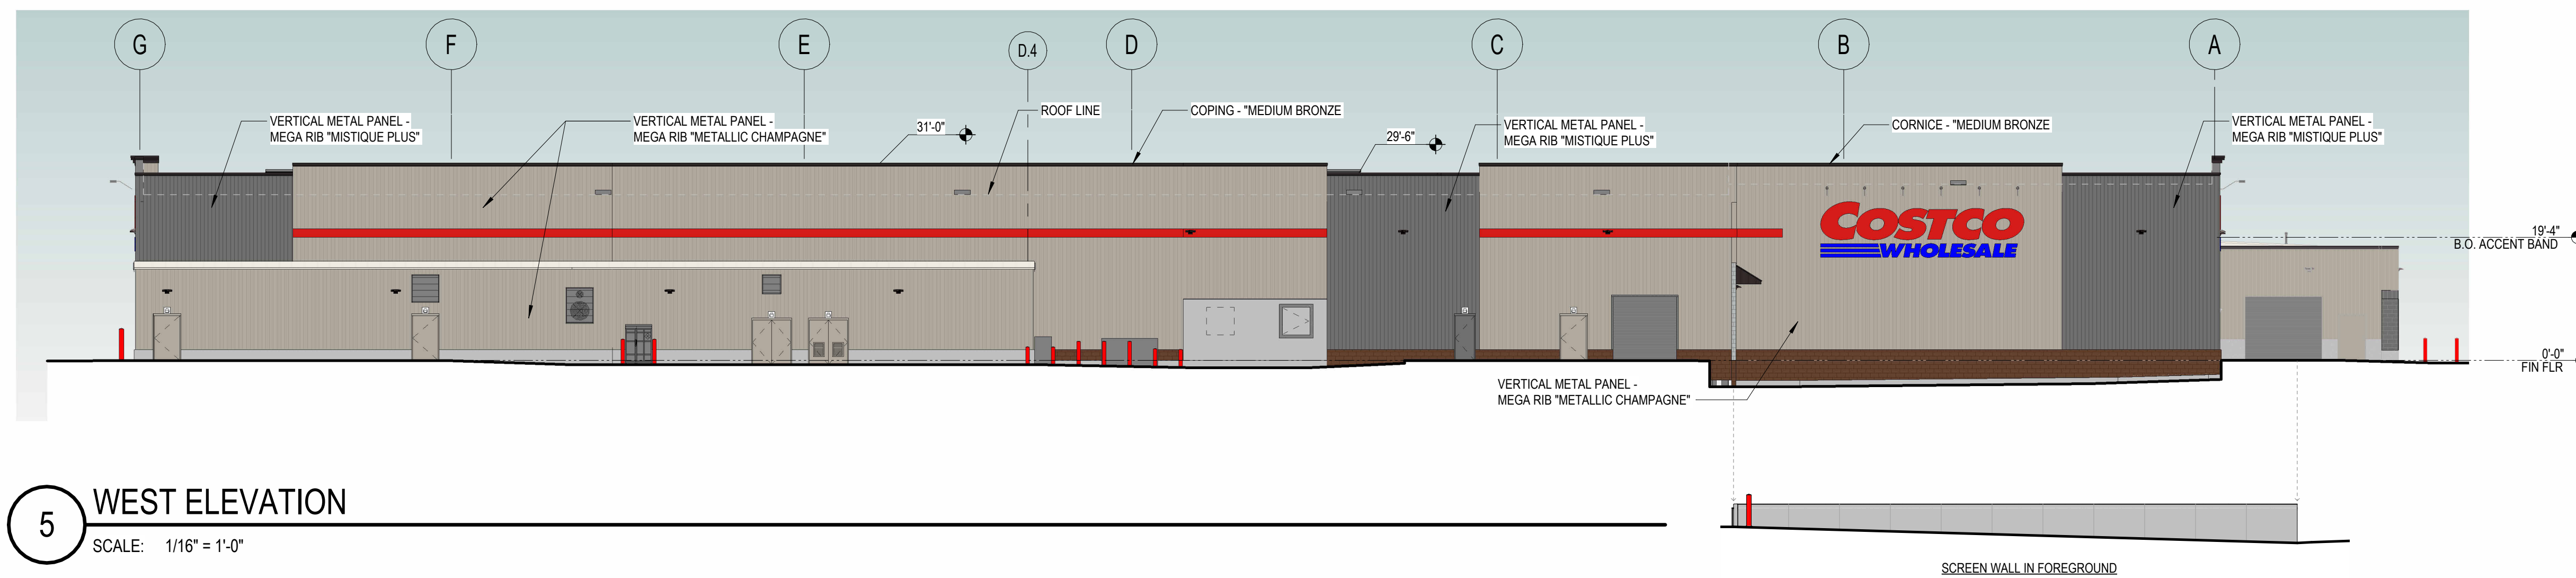 G
F
E
D.4
D
C
B
A
VERTICAL METAL PANEL -
MEGA RIB "MISTIQUE PLUS"
VERTICAL METAL PANEL -
MEGA RIB "METALLIC CHAMPAGNE"
31'-0"
ROOF LINE
COPING - "MEDIUM BRONZE
29'-6"
VERTICAL METAL PANEL -
MEGA RIB "MISTIQUE PLUS"
CORNICE - "MEDIUM BRONZE
VERTICAL METAL PANEL -
MEGA RIB "MISTIQUE PLUS"
COSTCO
WHOLESALE
19'-4"
B.O. ACCENT BAND
0'-0"
FIN FLR
VERTICAL METAL PANEL -
MEGA RIB "METALLIC CHAMPAGNE"
5
WEST ELEVATION
SCALE: 1/16" = 1'-0"
SCREEN WALL IN FOREGROUND